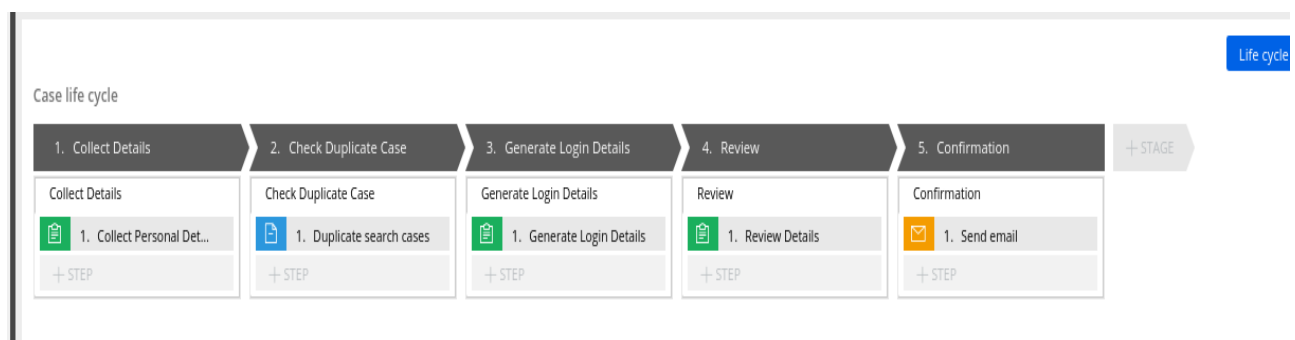 Life cycle
Case life cycle
1. Collect Details
2. Check Duplicate Case
3. Generate Login Details
4. Review
5. Confirmation
+ STAGE
Collect Details
Check Duplicate Case
Generate Login Details
Review
Confirmation
1. Collect Personal Det...
1. Duplicate search cases
1. Generate Login Details
1. Review Details
1. Send email
+ STEP
+ STEP
+ STEP
+ STEP
+ STEP